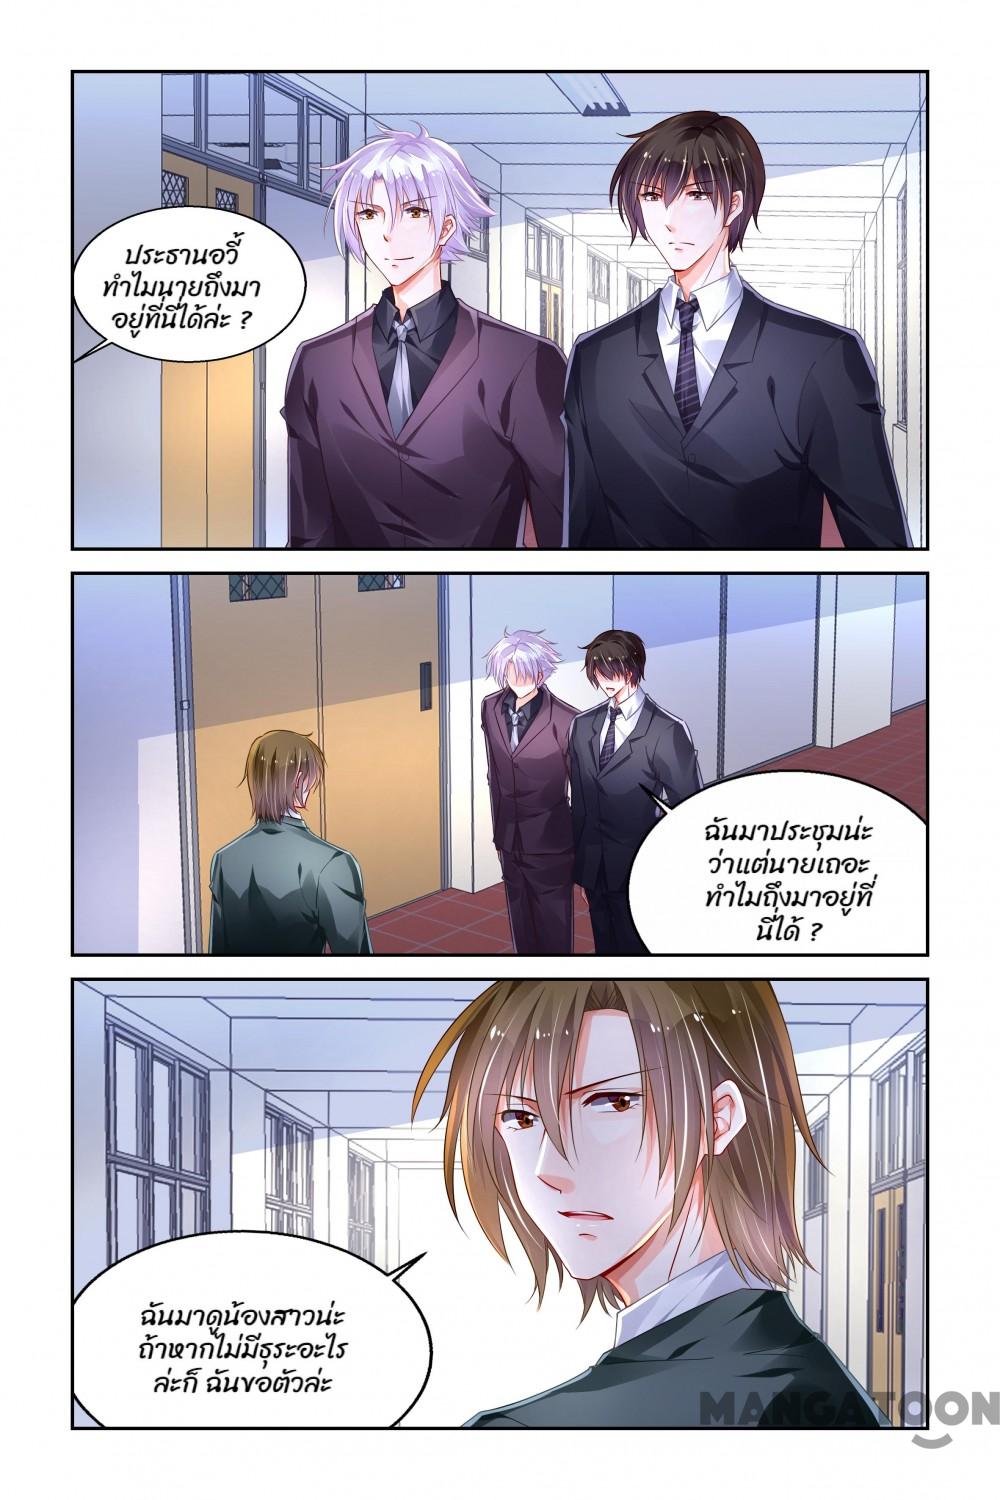 ประธานอวี้
ทำไมนายถึงมา
อยู่ที่นี่ได้ล่ะ ?
ฉันมาประชุมน่ะ
ว่าแต่นายเถอะ
ทำไมถึงมาอยู่ที่
นี่ได้ ?
ฉันมาดูน้องสาวน่ะ
ถ้าหากไม่มีธุระอะไร
ล่ะก็ ฉันขอตัวล่ะ
MANGATOON